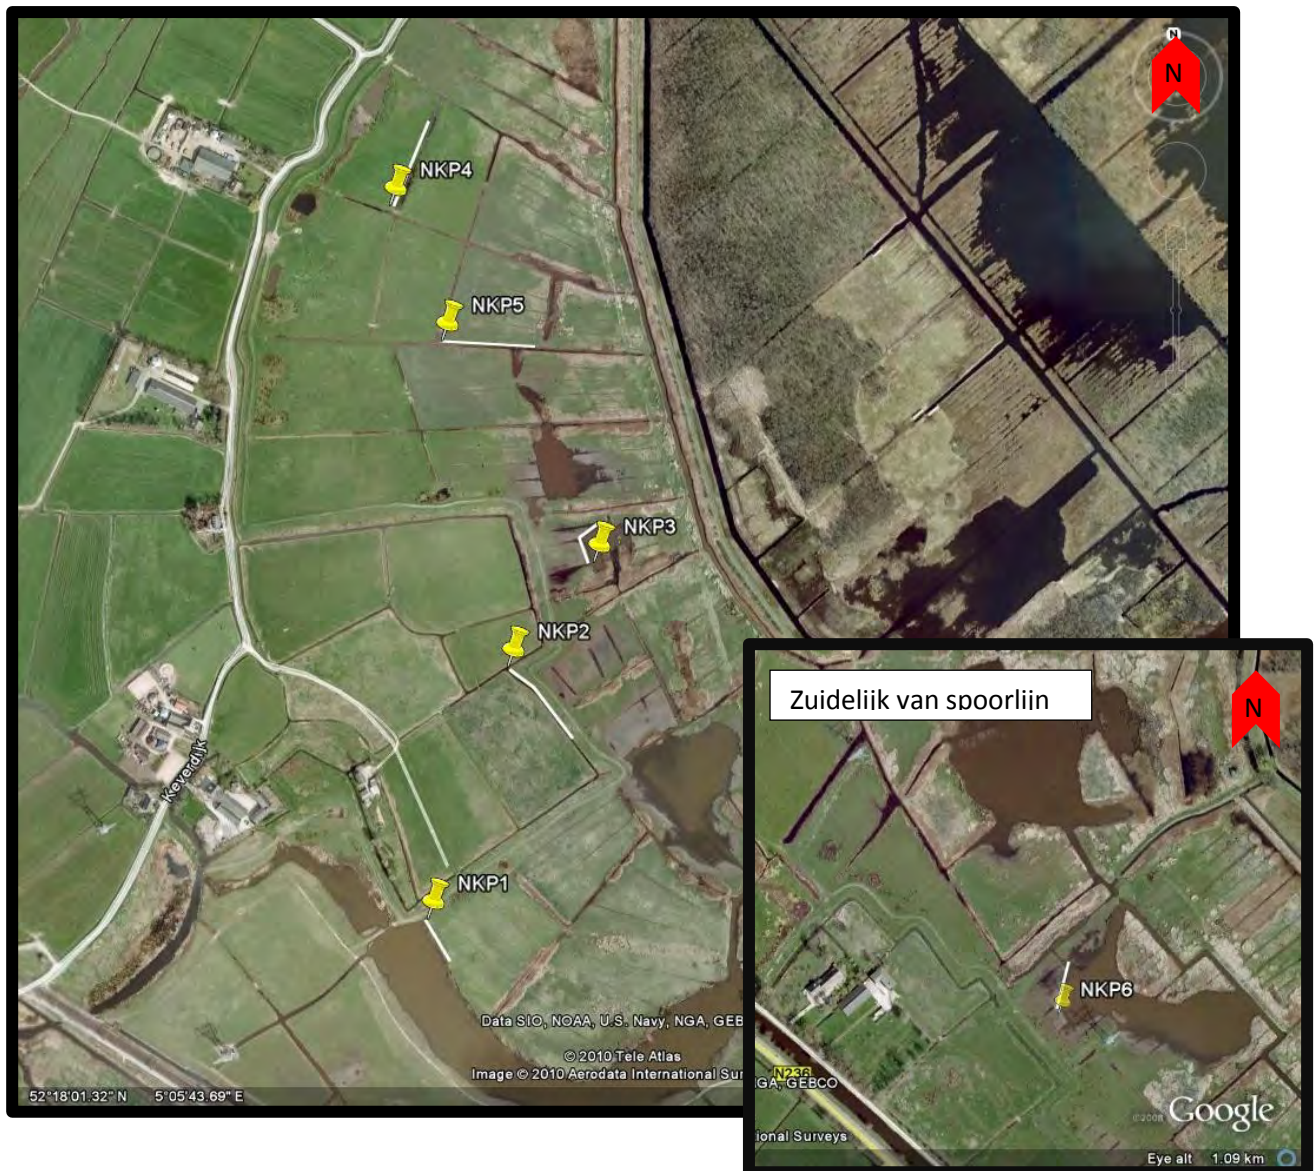 N
N
NKP4
NKP5
NKP3
NKP2
Keverdijk
NKP1
Data SIO, NOAA, U.S. Navy, NGA, GEB
© 2010 Tele Atlas
Image © 2010 Aerodata International Sur
52°18'01.32" N 5°05'43.69" E
Zuidelijk van spoorlijn
N
NKP6
N236
GA, GEBCO
©2008 Google
ional Surveys
Eye alt 1.09 km